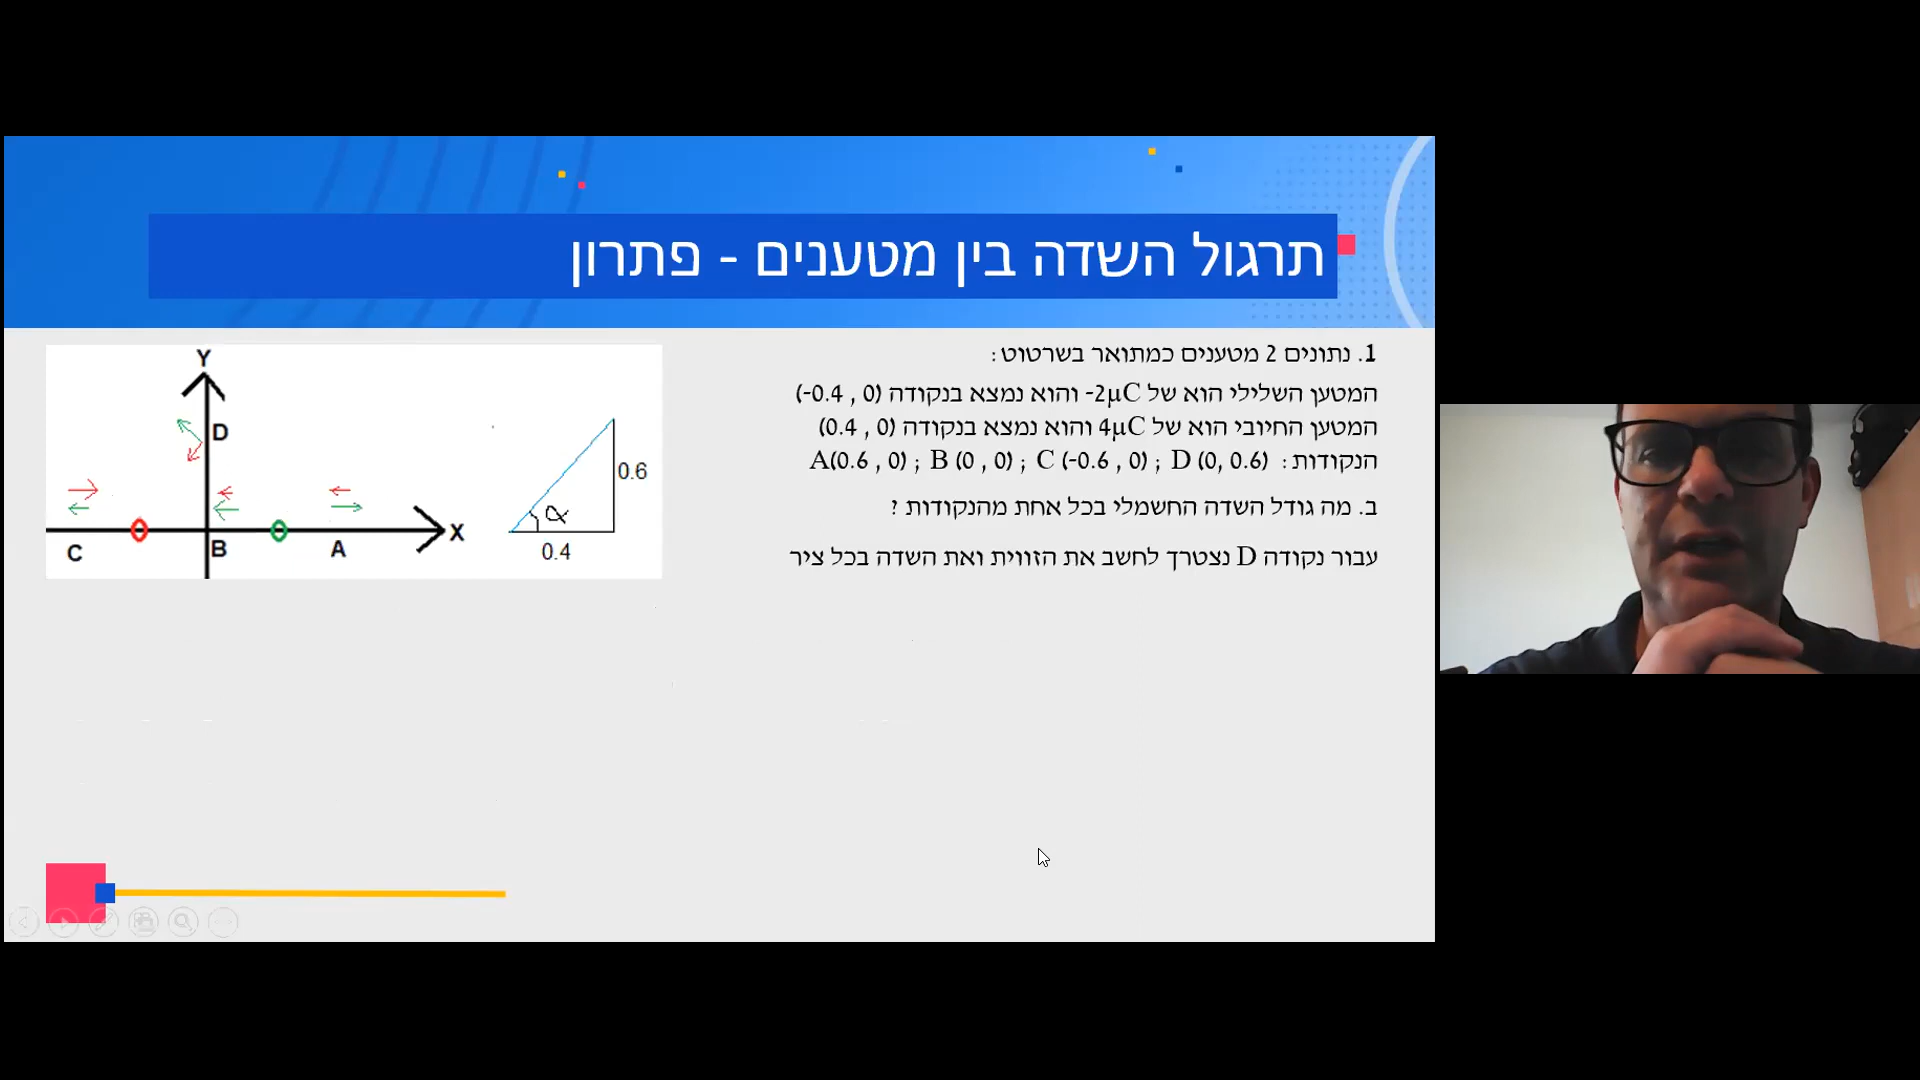 תרגול השדה בין מטענים - פתרון
1. נתונים 2 מטענים כמתואר בשרטוט :
המטען השלילי הוא של -2µC והוא נמצא בנקודה (-0.4 , 0)
המטען החיובי הוא של 4µC והוא נמצא בנקודה (0.4 , 0)
הנקודות : A(0.6 , 0) ; B (0 , 0) ; C (-0.6 , 0) ; D (0, 0.6)
ב. מה גודל השדה החשמלי בכל אחת מהנקודות ?
עבור נקודה D נצטרך לחשב את הזווית ואת השדה בכל ציר
Y
D
X
C
B
A
0.6
α
0.4